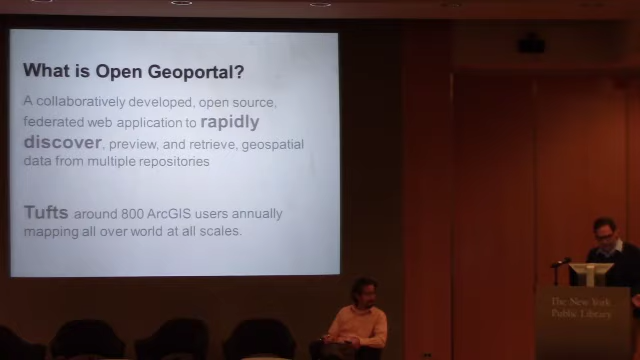 What is Open Geoportal?
A collaboratively developed, open source,
federated web application to rapidly
discover, preview, and retrieve, geospatial
data from multiple repositories
Tufts around 800 ArcGIS users annually
mapping all over world at all scales.
The New York
Public Library